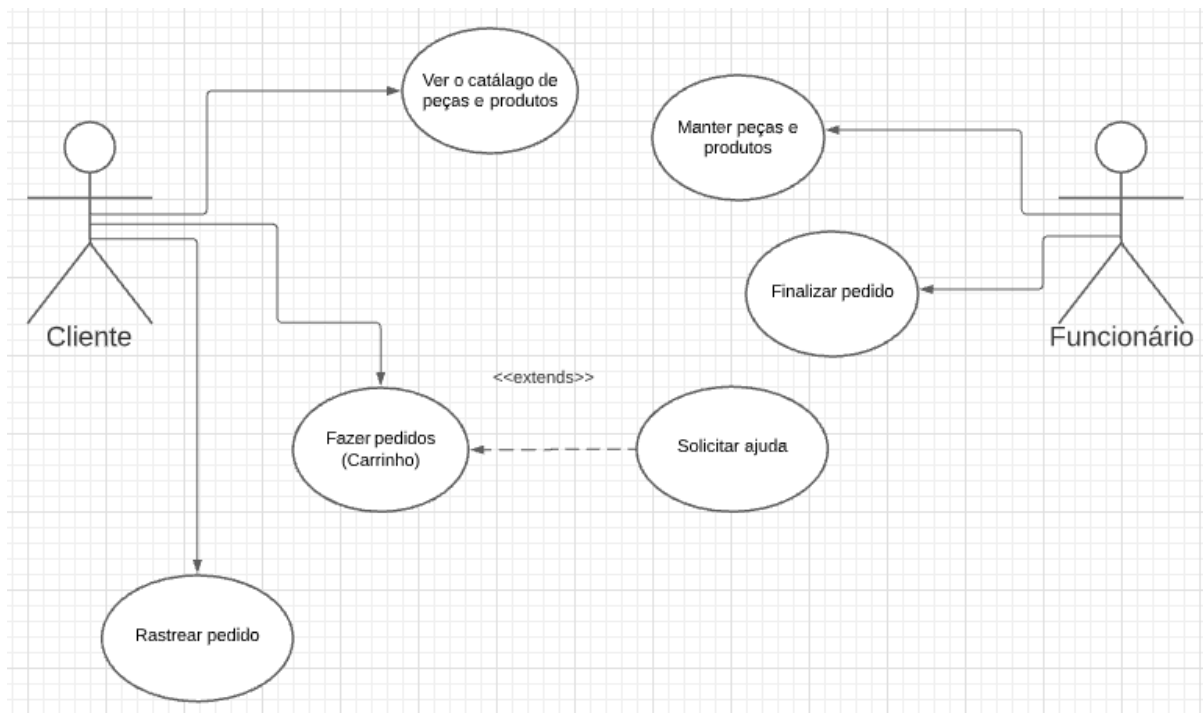 Ver o catálago de
peças e produtos
Manter peças e
produtos
Finalizar pedido
Cliente
Funcionário
<<extends>>
Fazer pedidos
(Carrinho)
Solicitar ajuda
Rastrear pedido